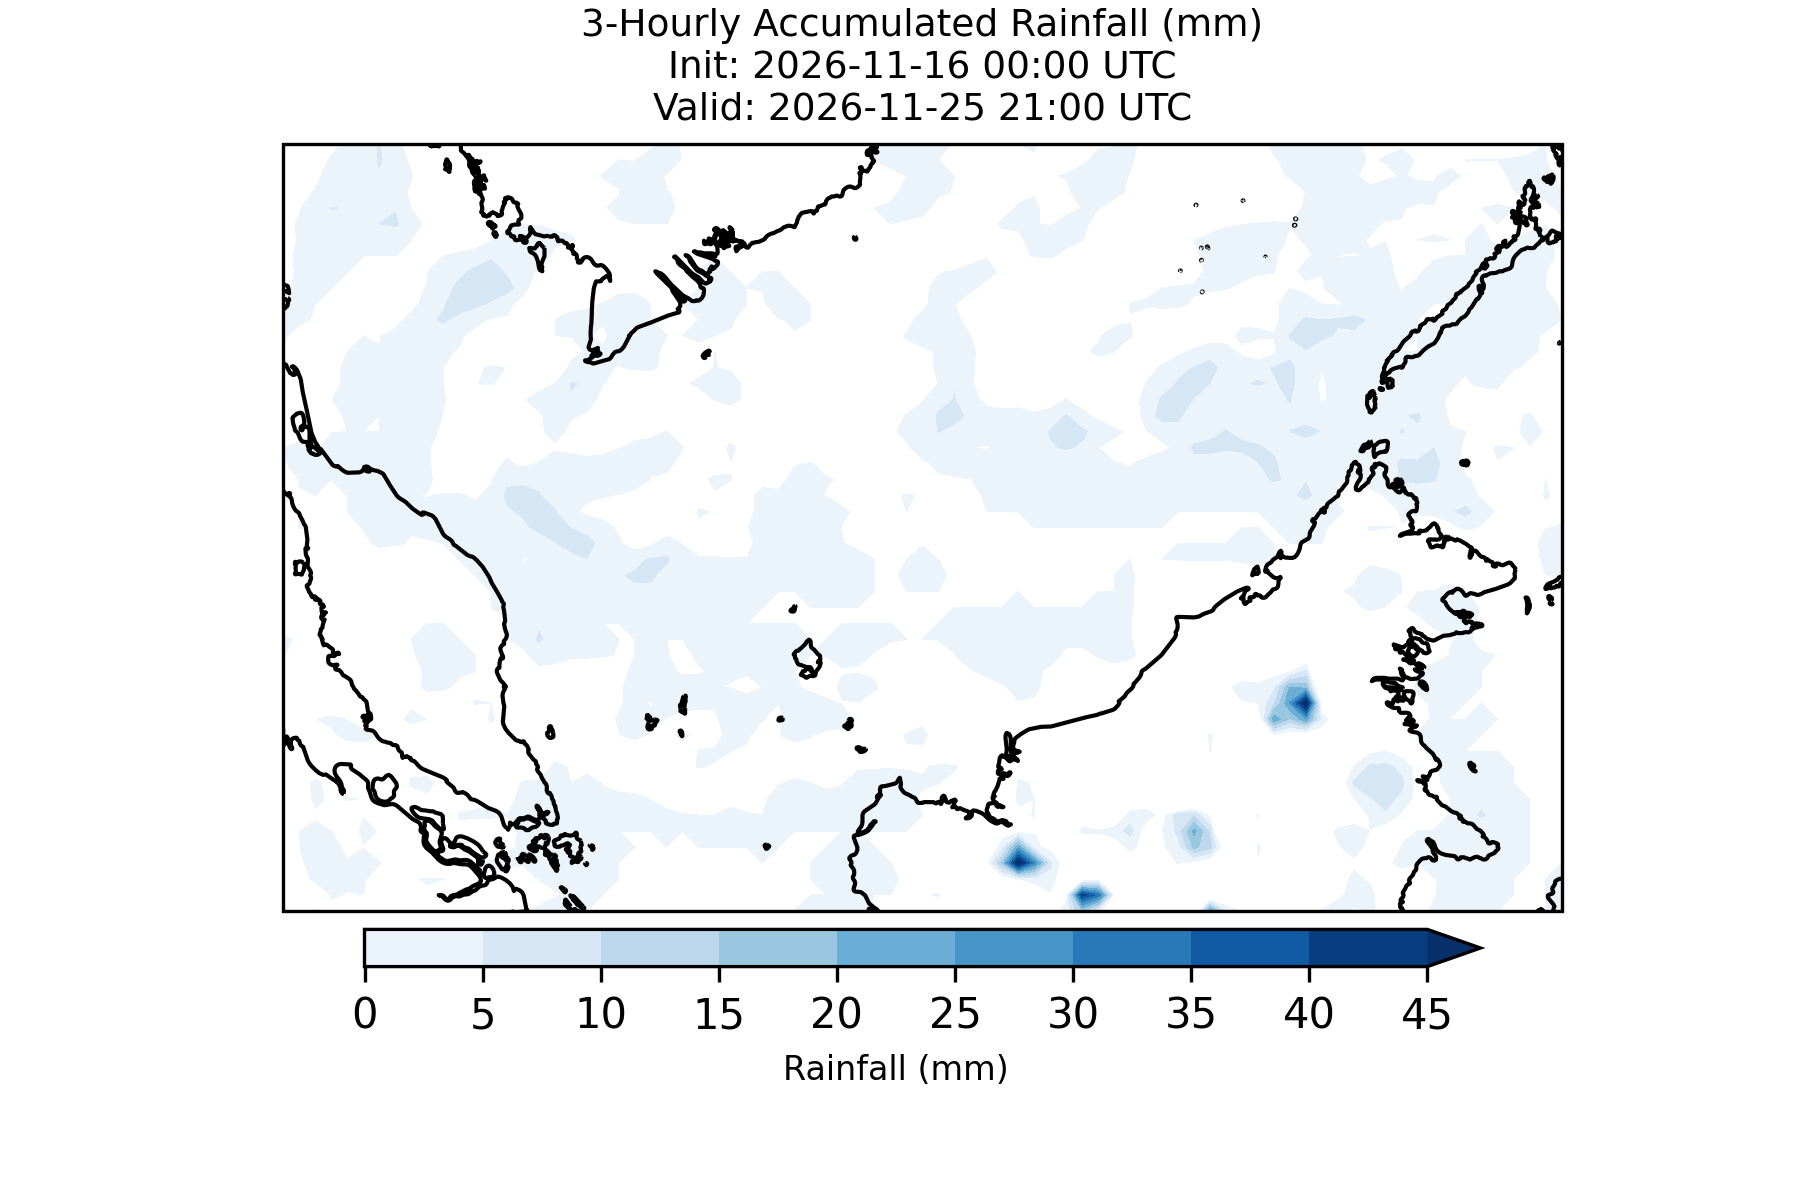 3-Hourly Accumulated Rainfall (mm)
Init: 2026-11-16 00:00 UTC
Valid: 2026-11-25 21:00 UTC
0 5 10 15 20 25 30 35 40 45
Rainfall (mm)